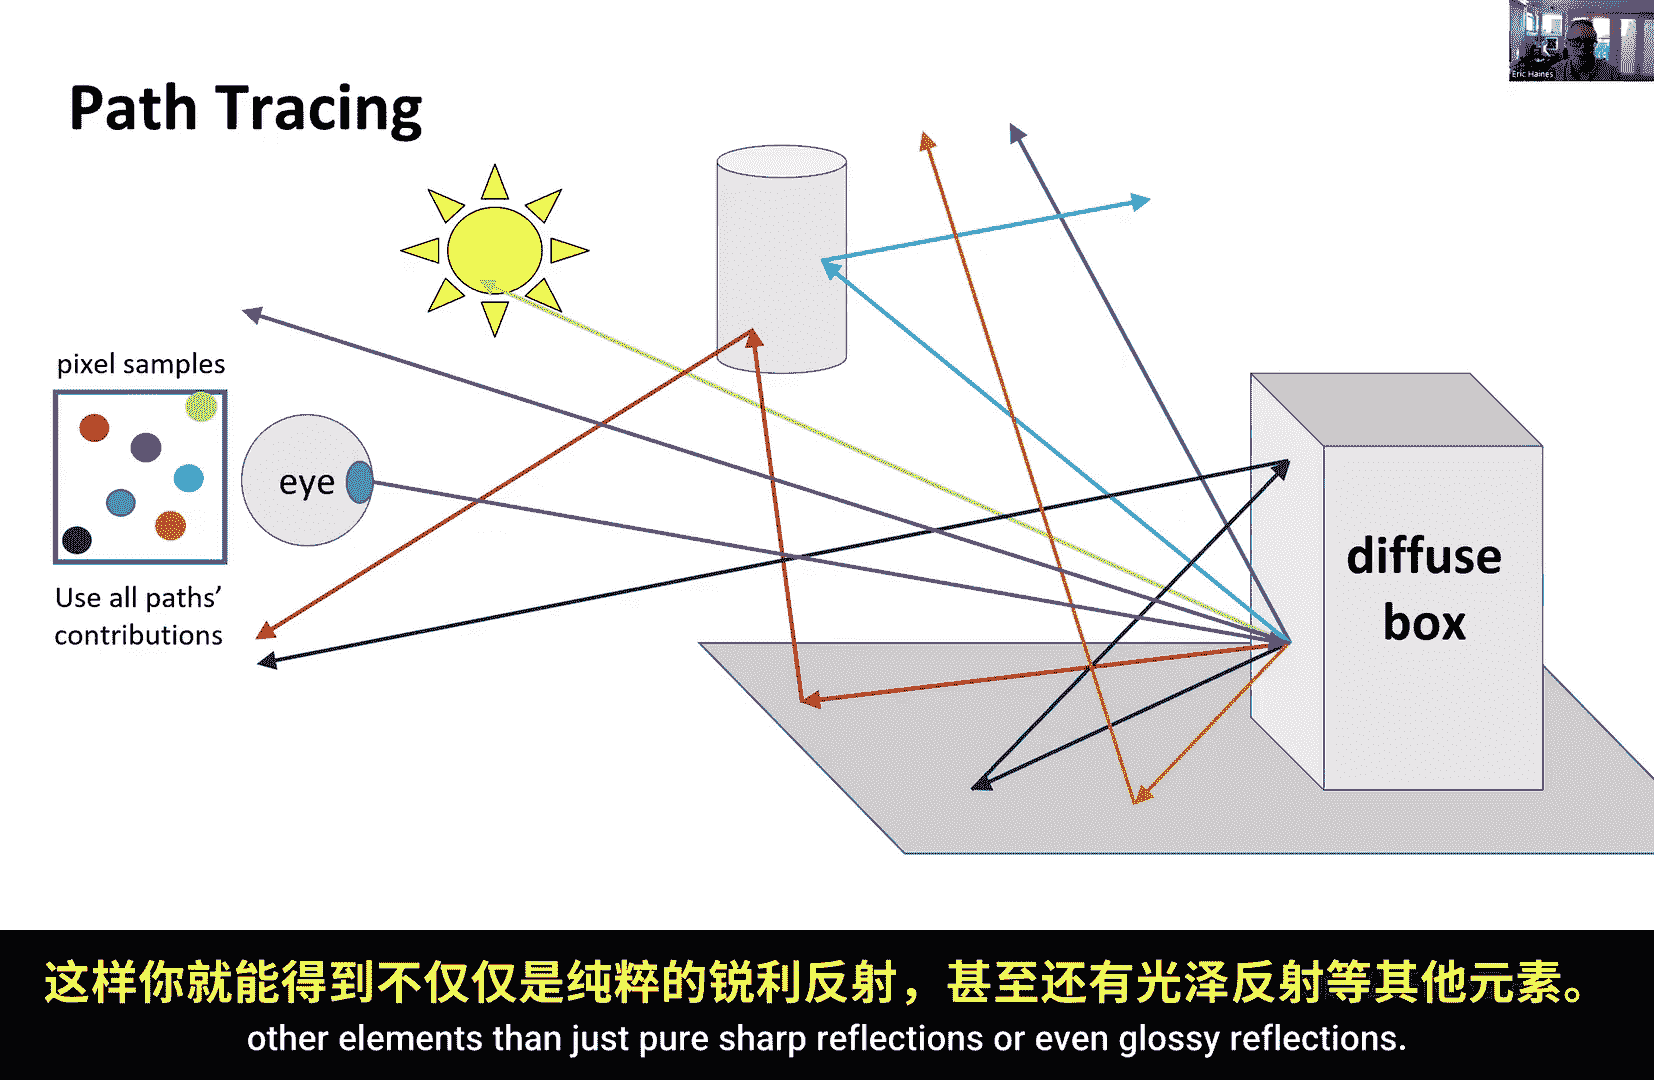 Eric Haines
Path Tracing
pixel samples
eye
Use all paths’
contributions
diffuse
box
这样你就能得到不仅仅是纯粹的锐利反射，甚至还有光泽反射等其他元素。
other elements than just pure sharp reflections or even glossy reflections.